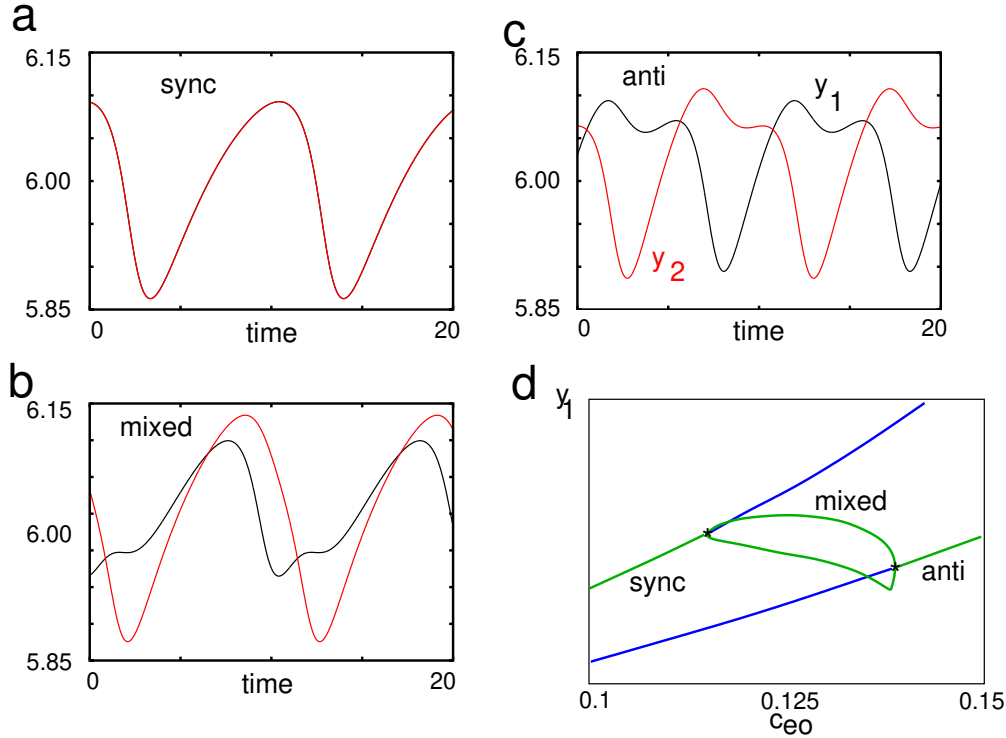 a
6.15
sync
6.00
5.85
0
time
20
b
6.15
mixed
6.00
5.85
0
time
20
c
6.15
anti
y1
6.00
y2
5.85
0
time
20
d
y1
mixed
sync
anti
0.1
0.125
0.15
ceo